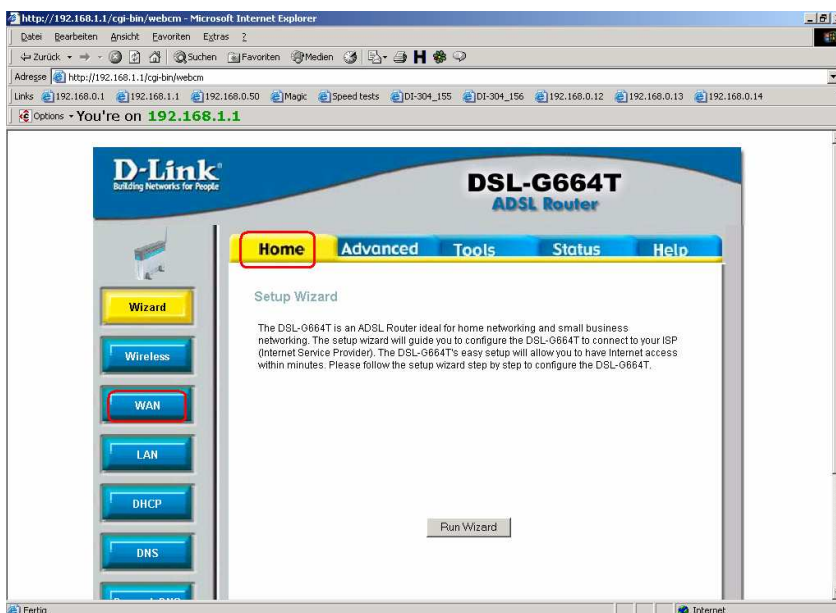 http://192.168.1.1/cgi-bin/webcm - Microsoft Internet Explorer
Datei Bearbeiten Ansicht Favoriten Extras ?
Zurück Suchen Favoriten Medien
Adresse http://192.168.1.1/cgi-bin/webcm
Links 192.168.0.1 192.168.1.1 192.168.0.50 Magic Speed tests DI-304_155 DI-304_156 192.168.0.12 192.168.0.13 192.168.0.14
Options You're on 192.168.1.1
D-Link®
Building Networks for People
DSL-G664T
ADSL Router
Home Advanced Tools Status Help
Wizard
Wireless
WAN
LAN
DHCP
DNS
Setup Wizard
The DSL-G664T is an ADSL Router ideal for home networking and small business
networking. The setup wizard will guide you to configure the DSL-G664T to connect to your ISP
(Internet Service Provider). The DSL-G664T's easy setup will allow you to have Internet access
within minutes. Please follow the setup wizard step by step to configure the DSL-G664T.
Run Wizard
Fertig
Internet